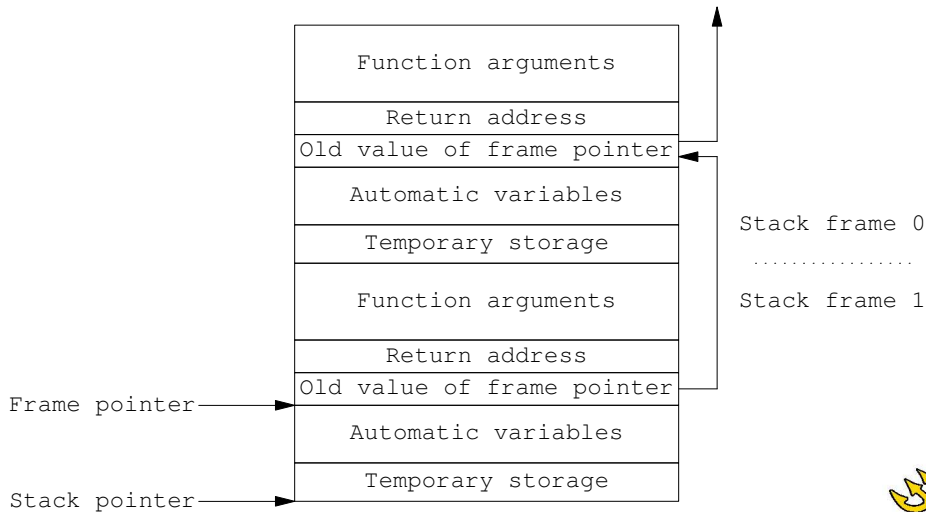 Function arguments
Return address
Old value of frame pointer
Automatic variables
Stack frame 0
Temporary storage
.................
Function arguments
Stack frame 1
Return address
Old value of frame pointer
Frame pointer
Automatic variables
Temporary storage
Stack pointer